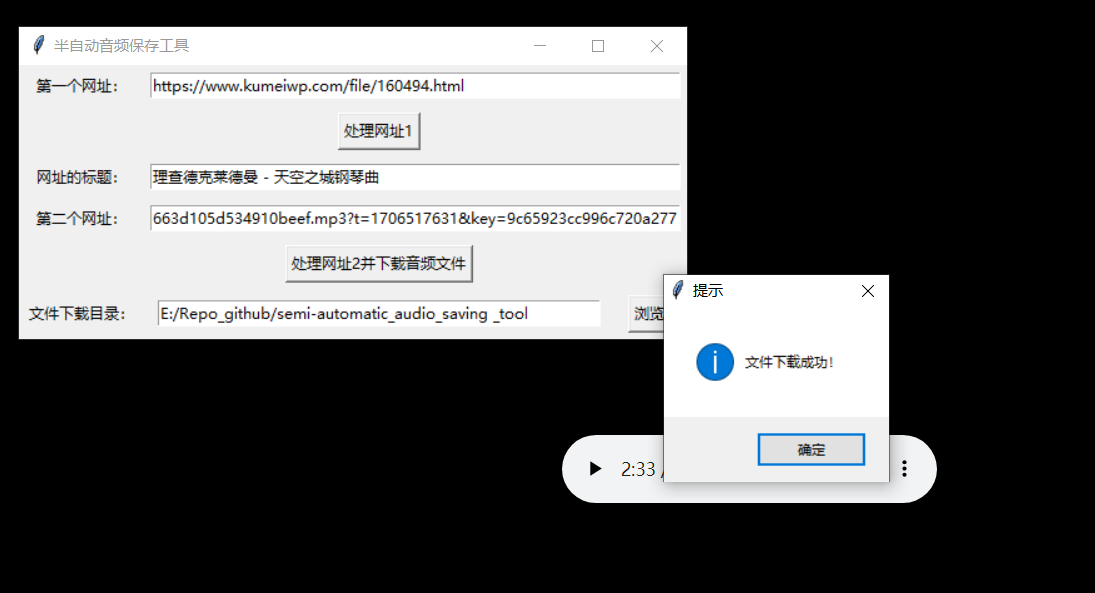 半自动音频保存工具
第一个网址: https://www.kumeiwp.com/file/160494.html
处理网址1
网址的标题: 理查德克莱德曼 - 天空之城钢琴曲
第二个网址: 663d105d534910beef.mp3?t=1706517631&key=9c65923cc996c720a277
处理网址2并下载音频文件
文件下载目录: E:/Repo_github/semi-automatic_audio_saving _tool 浏览
提示
文件下载成功!
确定
2:33 /